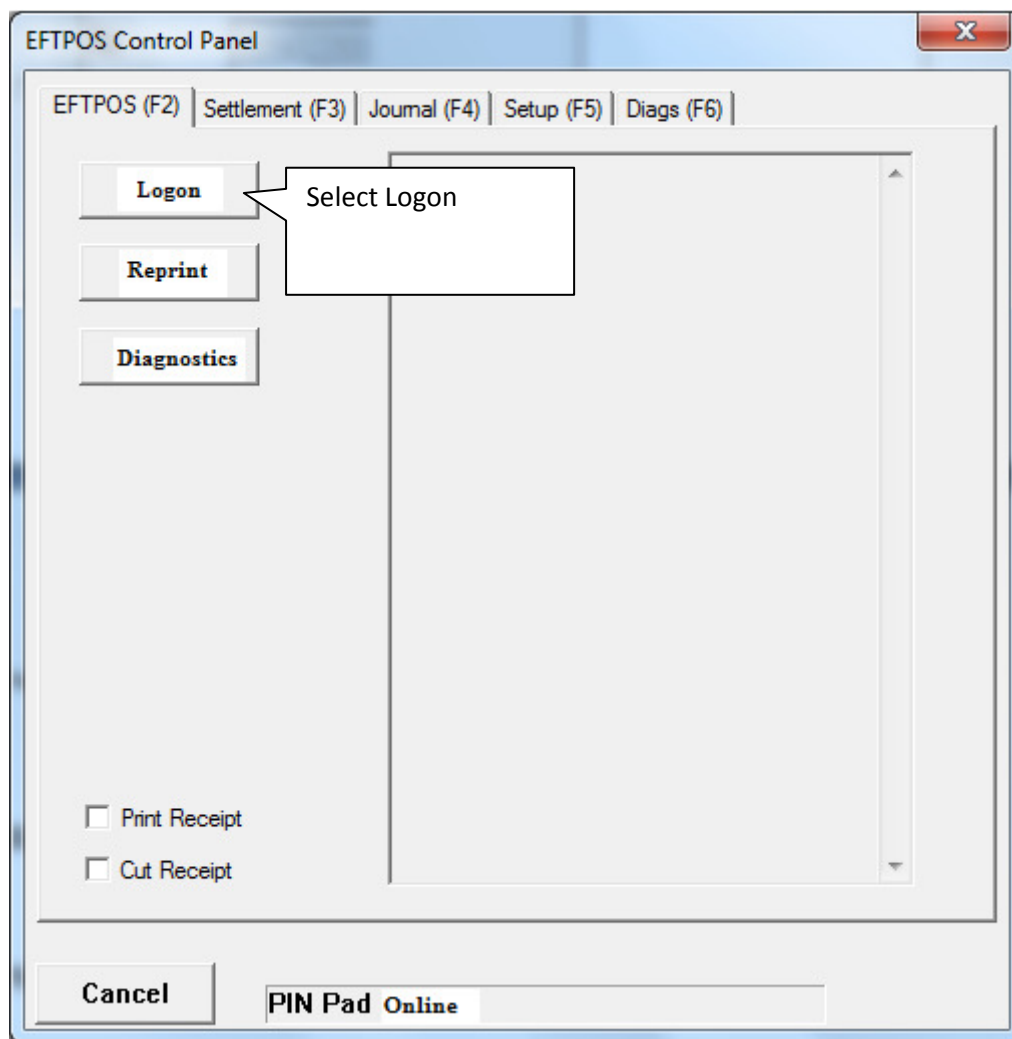 EFTPOS Control Panel
x
EFTPOS (F2) Settlement (F3) Journal (F4) Setup (F5) Diags (F6)
Logon
Select Logon
Reprint
Diagnostics
Print Receipt
Cut Receipt
Cancel
PIN Pad Online